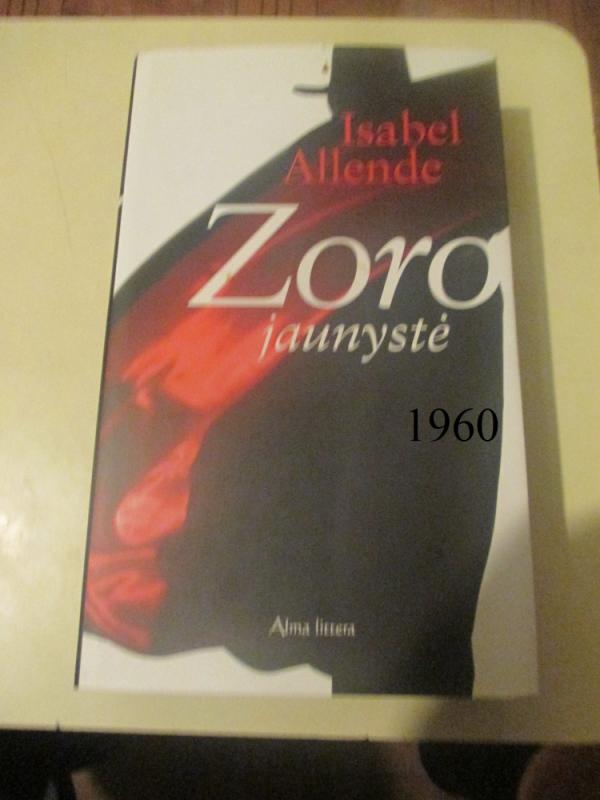 Isabel
Allende
Zoro
jaunystė
1960
Alma littera